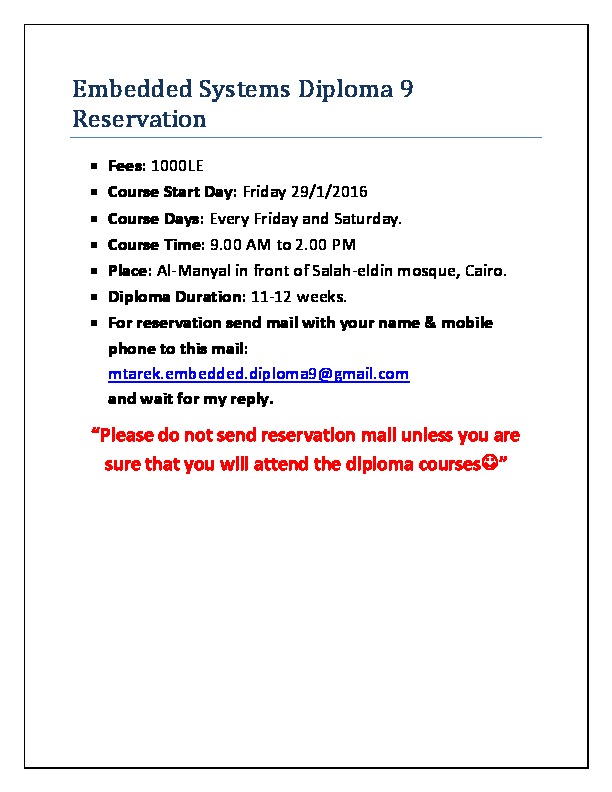 Embedded Systems Diploma 9
Reservation
▪ Fees: 1000LE
▪ Course Start Day: Friday 29/1/2016
▪ Course Days: Every Friday and Saturday.
▪ Course Time: 9.00 AM to 2.00 PM
▪ Place: Al-Manyal in front of Salah-eldin mosque, Cairo.
▪ Diploma Duration: 11-12 weeks.
▪ For reservation send mail with your name & mobile
phone to this mail:
mtarek.embedded.diploma9@gmail.com
and wait for my reply.
“Please do not send reservation mail unless you are
sure that you will attend the diploma courses☺”